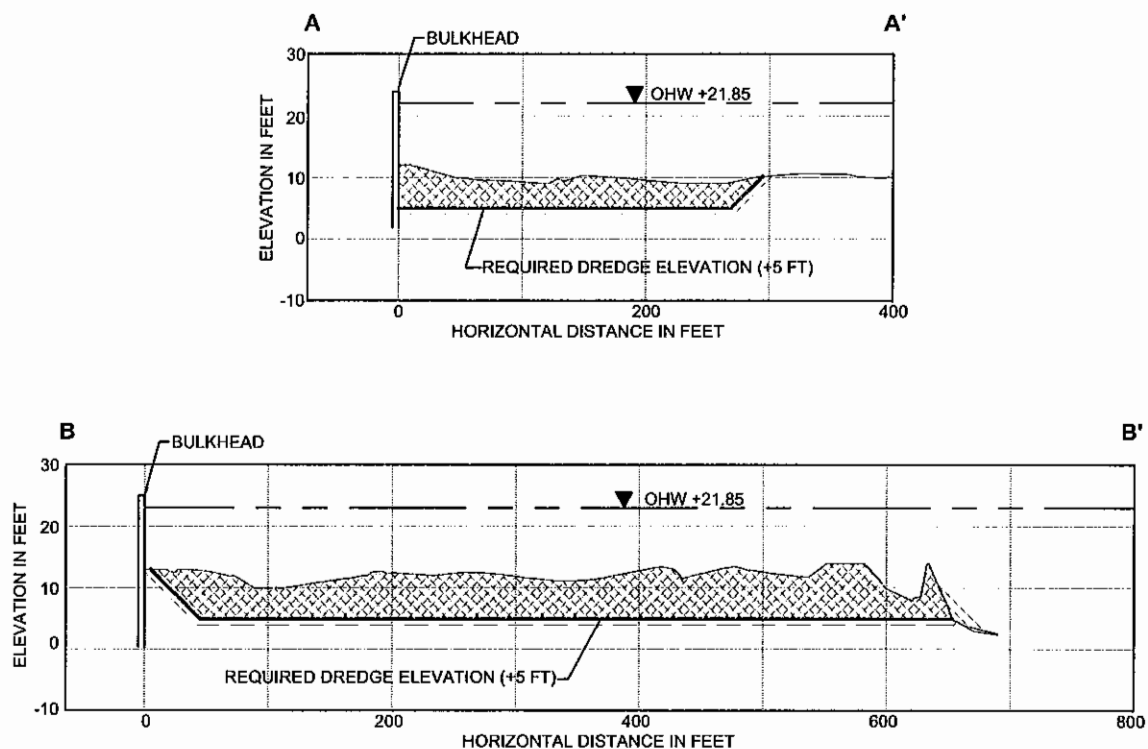 A
A'
BULKHEAD
30
OHW +21.85
20
10
0
REQUIRED DREDGE ELEVATION (+5 FT)
-10
ELEVATION IN FEET
0
200
400
HORIZONTAL DISTANCE IN FEET
B
B'
BULKHEAD
30
OHW +21.85
20
10
0
REQUIRED DREDGE ELEVATION (+5 FT)
-10
ELEVATION IN FEET
0
200
400
600
800
HORIZONTAL DISTANCE IN FEET